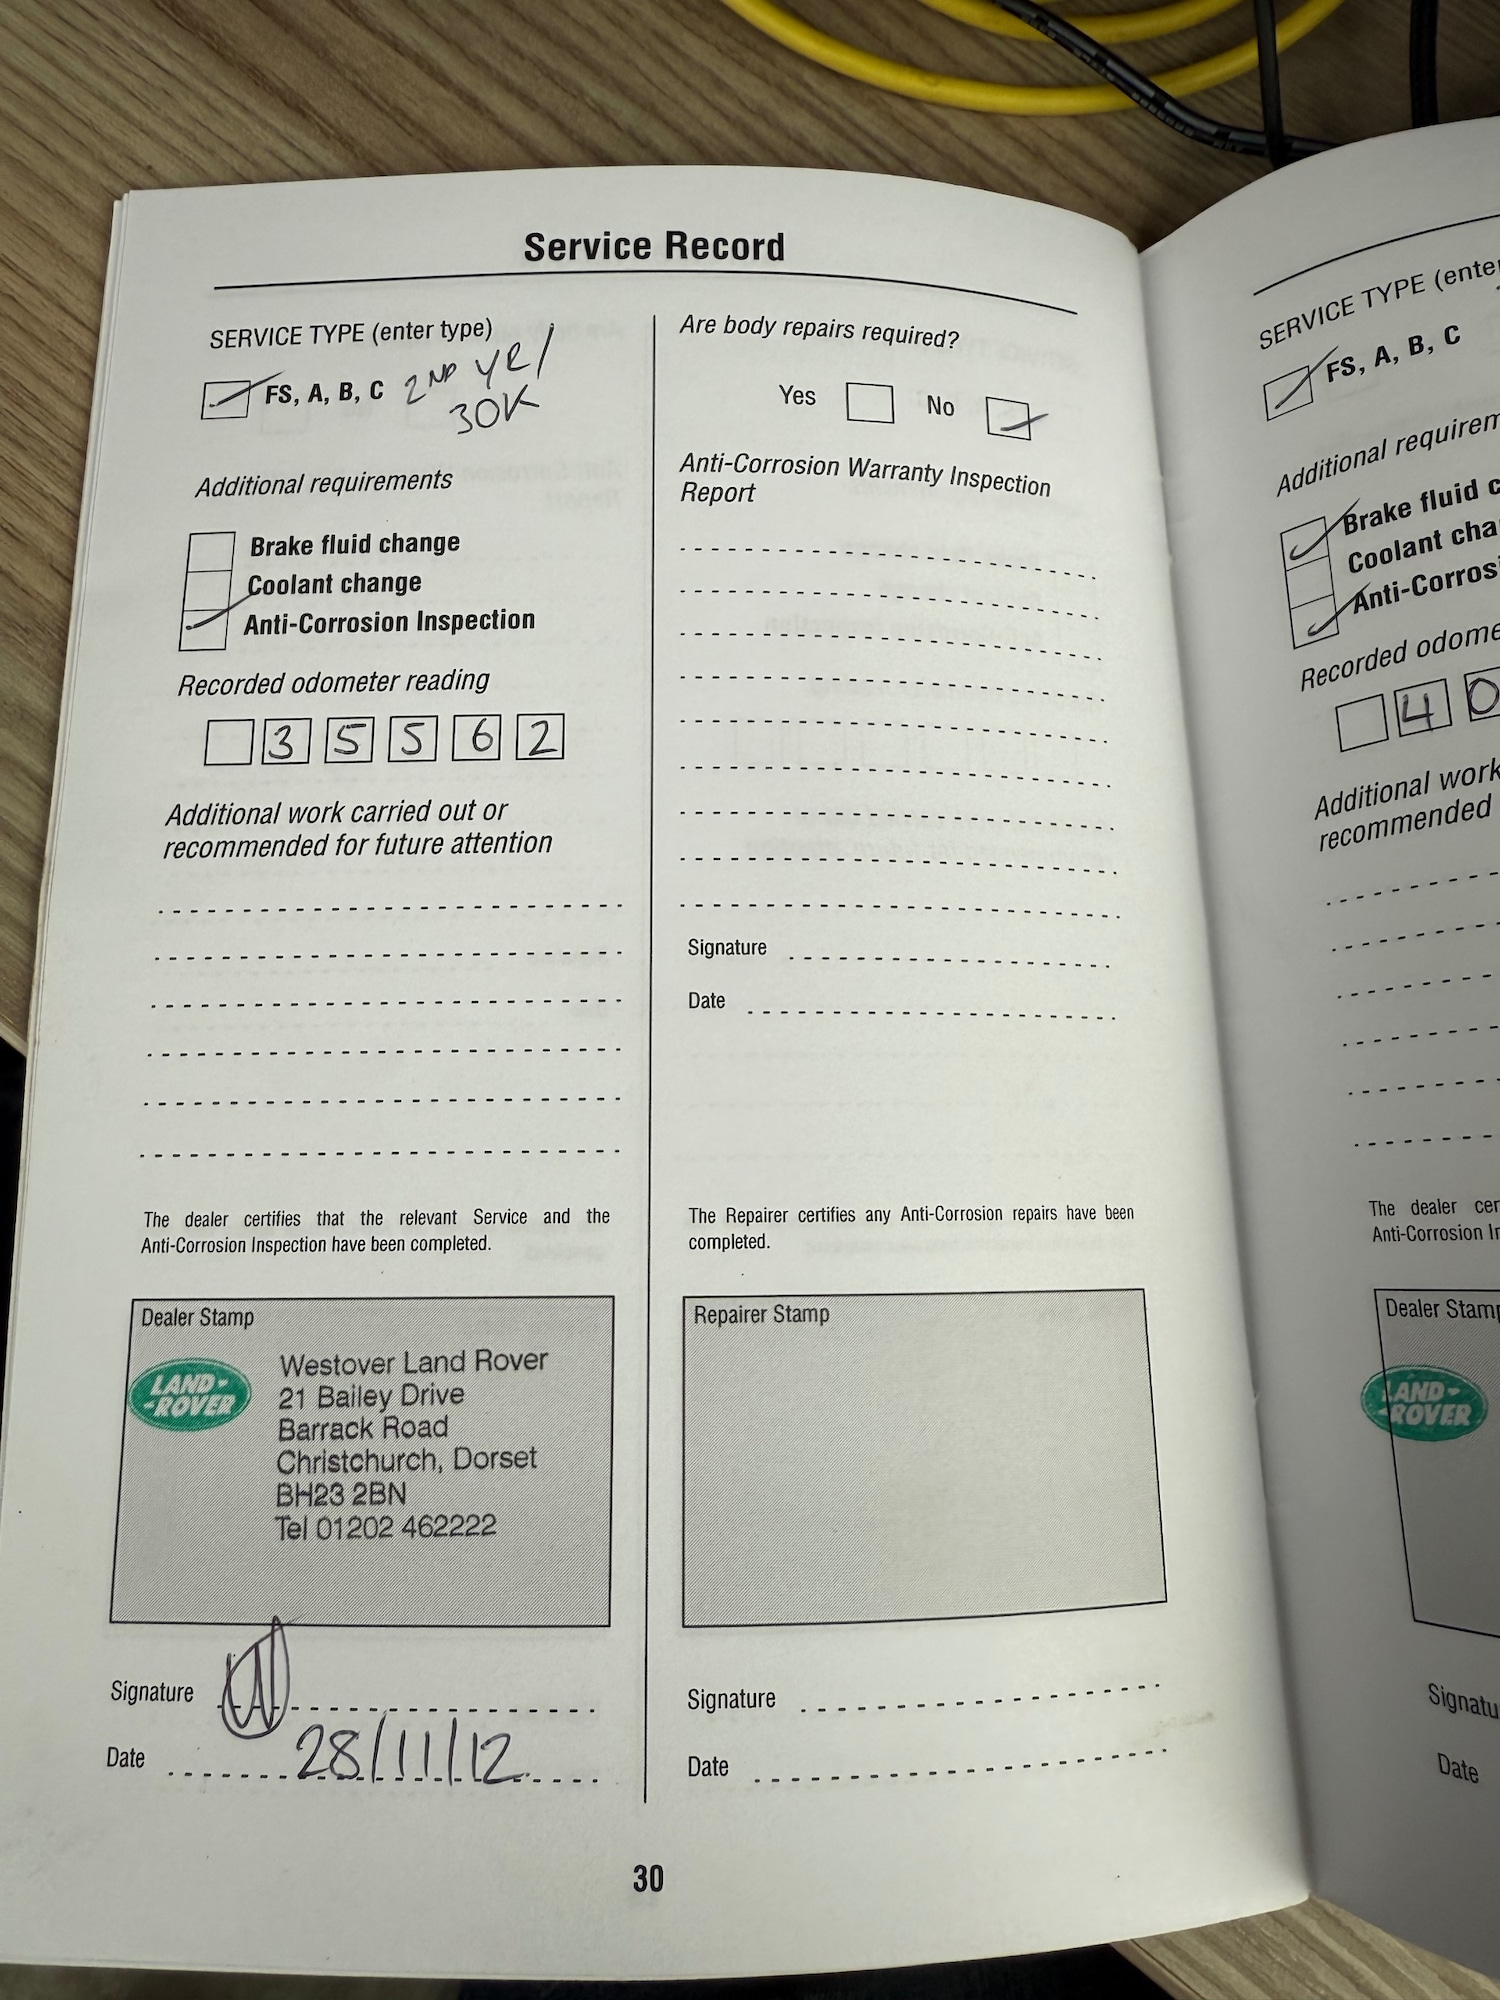 Service Record
SERVICE TYPE (enter type)
FS, A, B, C 2ND YR/
30K
Additional requirements
Brake fluid change
Coolant change
Anti-Corrosion Inspection
Recorded odometer reading
3 5 5 6 2
Additional work carried out or
recommended for future attention
The dealer certifies that the relevant Service and the
Anti-Corrosion Inspection have been completed.
Dealer Stamp
LAND-
-ROVER
Westover Land Rover
21 Bailey Drive
Barrack Road
Christchurch, Dorset
BH23 2BN
Tel 01202 462222
Signature
Date 28/11/12
Are body repairs required?
Yes No
Anti-Corrosion Warranty Inspection
Report
Signature
Date
The Repairer certifies any Anti-Corrosion repairs have been
completed.
Repairer Stamp
Signature
Date
30
SERVICE TYPE (enter
FS, A, B, C
Additional requirem
Brake fluid c
Coolant cha
Anti-Corrosi
Recorded odome
4 0
Additional work
recommended
The dealer cer
Anti-Corrosion In
Dealer Stamp
LAND-
ROVER
Signatu
Date